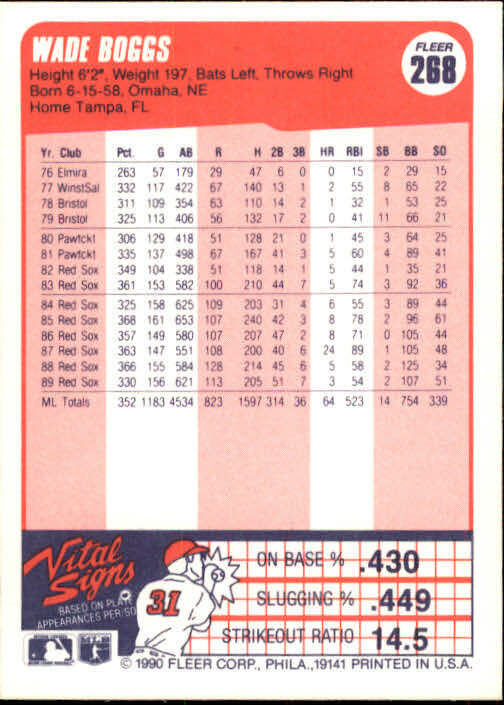 WADE BOGGS
FLEER
268
Height 6'2", Weight 197, Bats Left, Throws Right
Born 6-15-58, Omaha, NE
Home Tampa, FL
Yr. Club Pct. G AB R H 2B 3B HR RBI SB BB SO
76 Elmira 263 57 179 29 47 6 0 0 15 2 29 15
77 WinstSal 332 117 422 67 140 13 1 2 55 8 65 22
78 Bristol 311 109 354 63 110 14 2 1 32 1 53 25
79 Bristol 325 113 406 56 132 17 2 0 41 11 66 21
80 Pawtckt 306 129 418 51 128 21 0 1 45 3 64 25
81 Pawtckt 335 137 498 67 167 41 3 5 60 4 89 41
82 Red Sox 349 104 338 51 118 14 1 5 44 1 35 21
83 Red Sox 361 153 582 100 210 44 7 5 74 3 92 36
84 Red Sox 325 158 625 109 203 31 4 6 55 3 89 44
85 Red Sox 368 161 653 107 240 42 3 8 78 2 96 61
86 Red Sox 357 149 580 107 207 47 2 8 71 0 105 44
87 Red Sox 363 147 551 108 200 40 6 24 89 1 105 48
88 Red Sox 366 155 584 128 214 45 6 5 58 2 125 34
89 Red Sox 330 156 621 113 205 51 7 3 54 2 107 51
ML Totals 352 1183 4534 823 1597 314 36 64 523 14 754 339
Vital Signs
BASED ON PLATE
APPEARANCES PER/SO
31
ON BASE % .430
SLUGGING % .449
STRIKEOUT RATIO 14.5
© 1990 FLEER CORP., PHILA., 19141 PRINTED IN U.S.A.